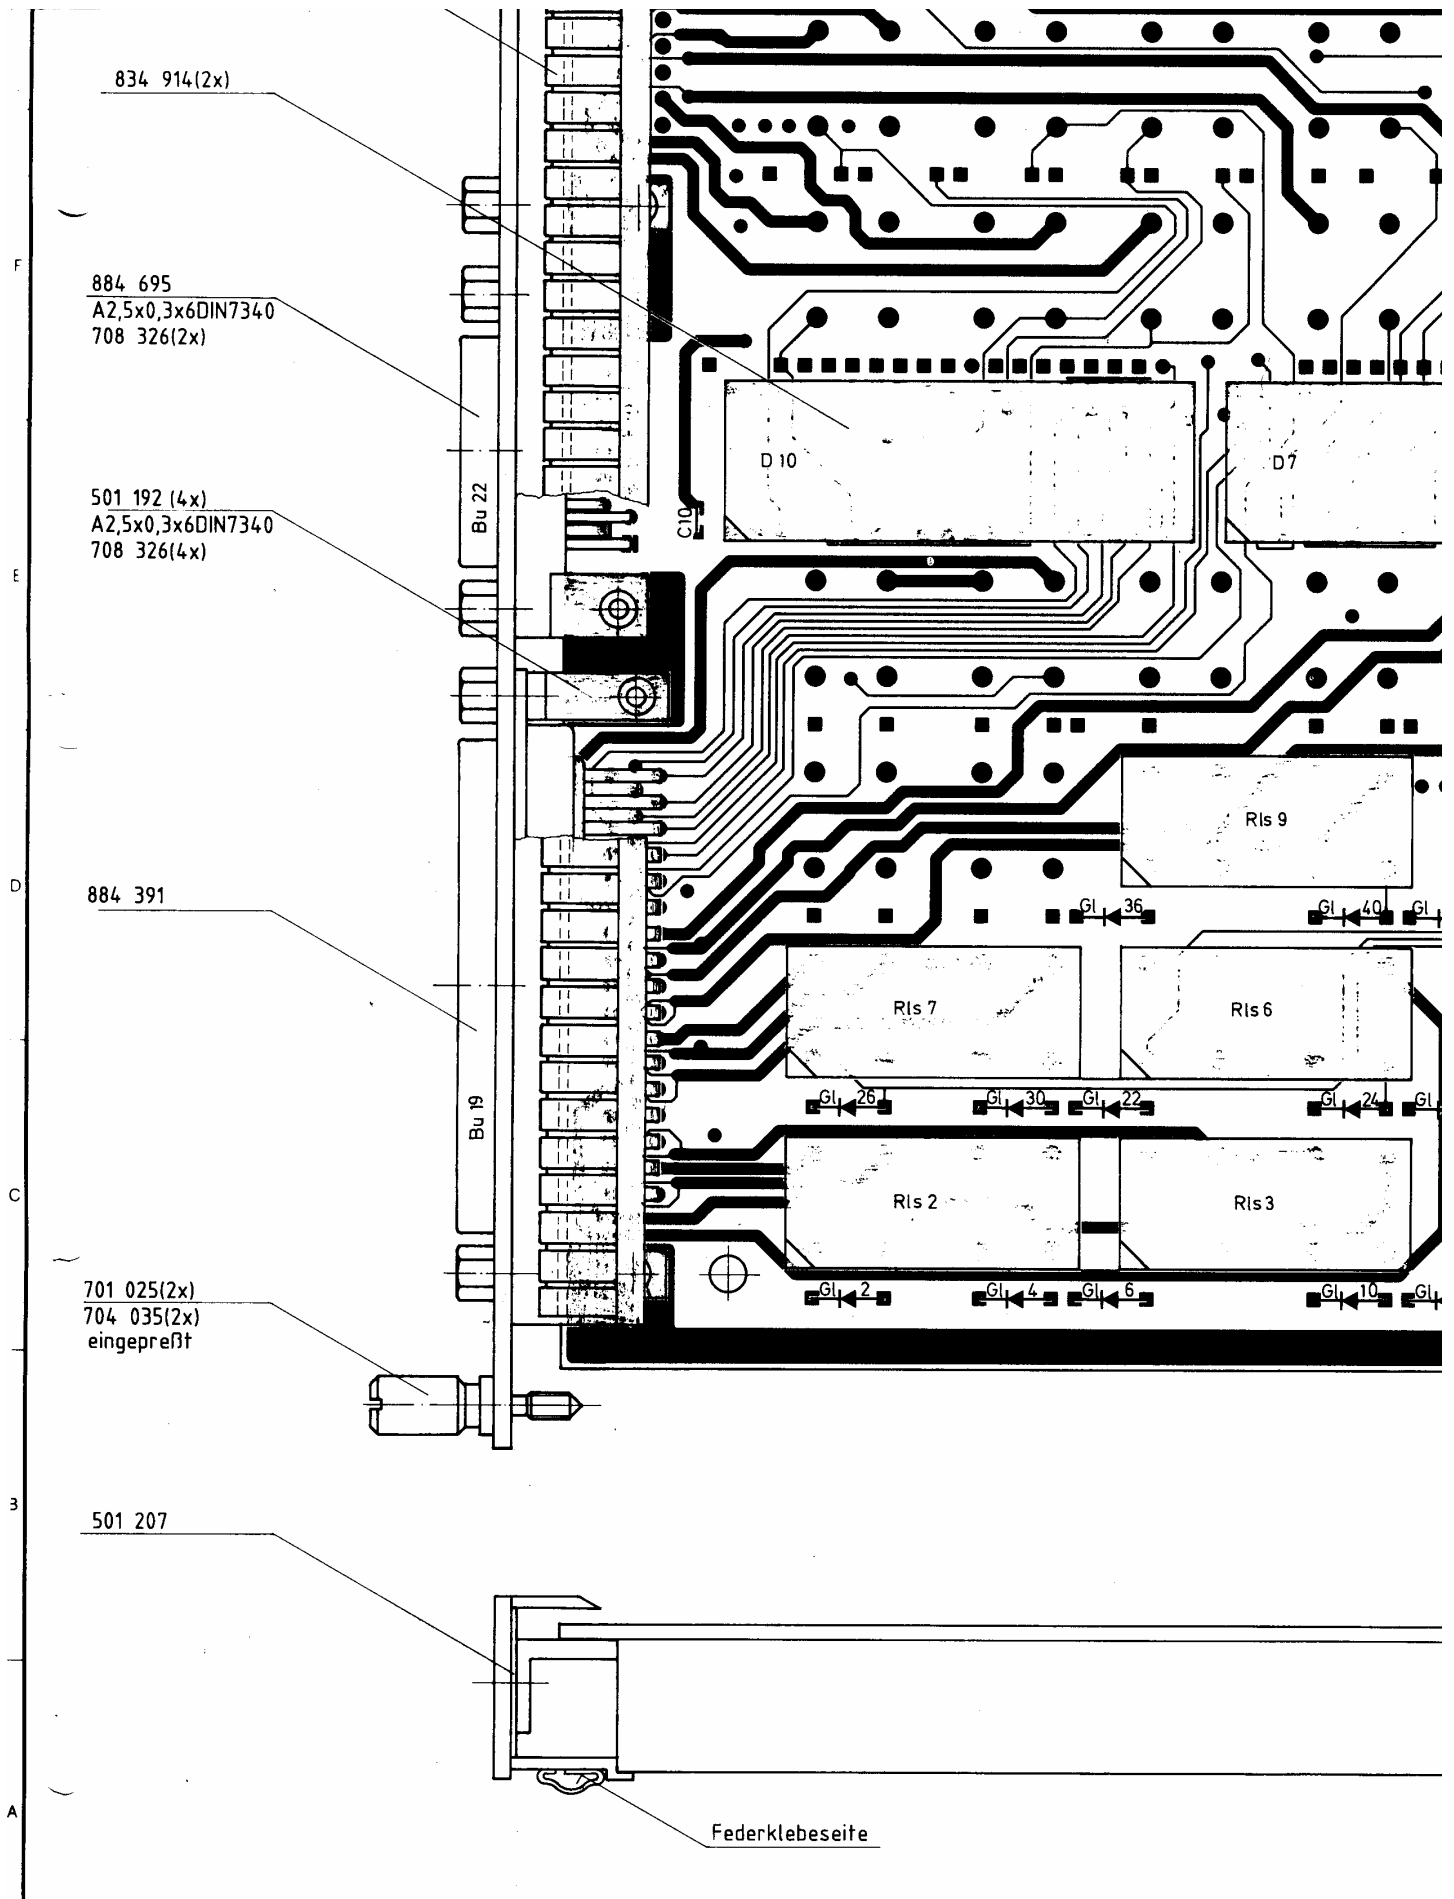 834 914(2x)
F
884 695
A2,5x0,3x6DIN7340
708 326(2x)
D 10
D7
Bu 22
501 192 (4x)
A2,5x0,3x6DIN7340
708 326(4x)
C10
E
Rls 9
D
884 391
Gl 36
Gl 40
Gl
Rls 7
Rls 6
Gl 26
Gl 30
Gl 22
Gl 24
Gl
Bu 19
C
Rls 2
Rls 3
701 025(2x)
704 035(2x)
eingepreßt
Gl 2
Gl 4
Gl 6
Gl 10
Gl
B
501 207
A
Federklebeseite